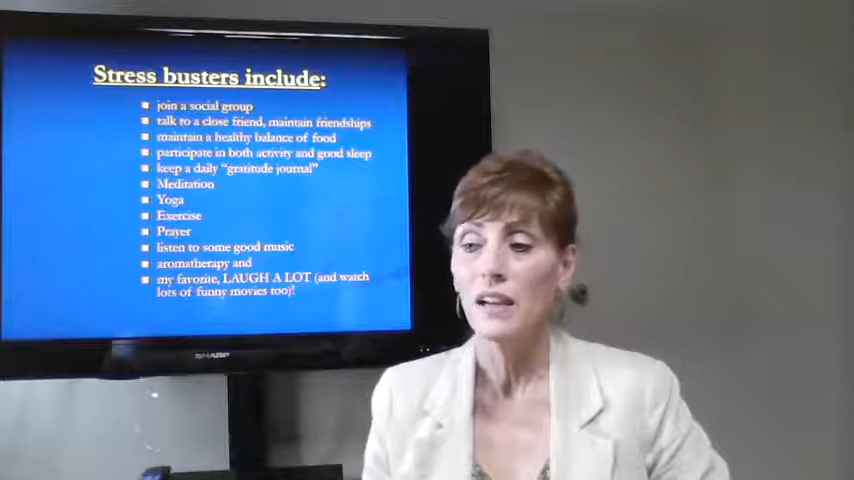 Stress busters include:
join a social group
talk to a close friend, maintain friendships
maintain a healthy balance of food
participate in both activity and good sleep
keep a daily "gratitude journal"
Meditation
Yoga
Exercise
Prayer
listen to some good music
aromatherapy and
my favorite, LAUGH A LOT (and watch
lots of funny movies too)!
SHARP